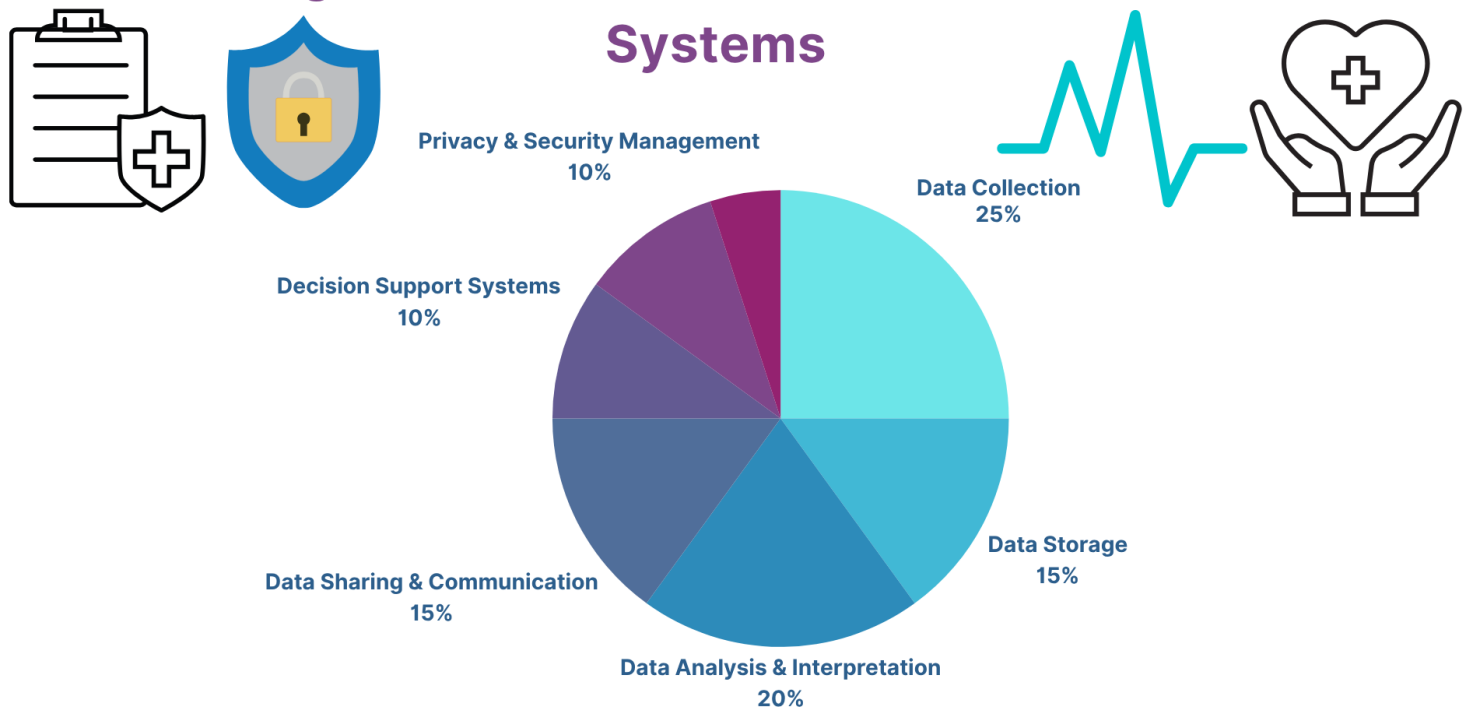 Systems
Privacy & Security Management
10%
Data Collection
25%
Decision Support Systems
10%
Data Storage
15%
Data Sharing & Communication
15%
Data Analysis & Interpretation
20%